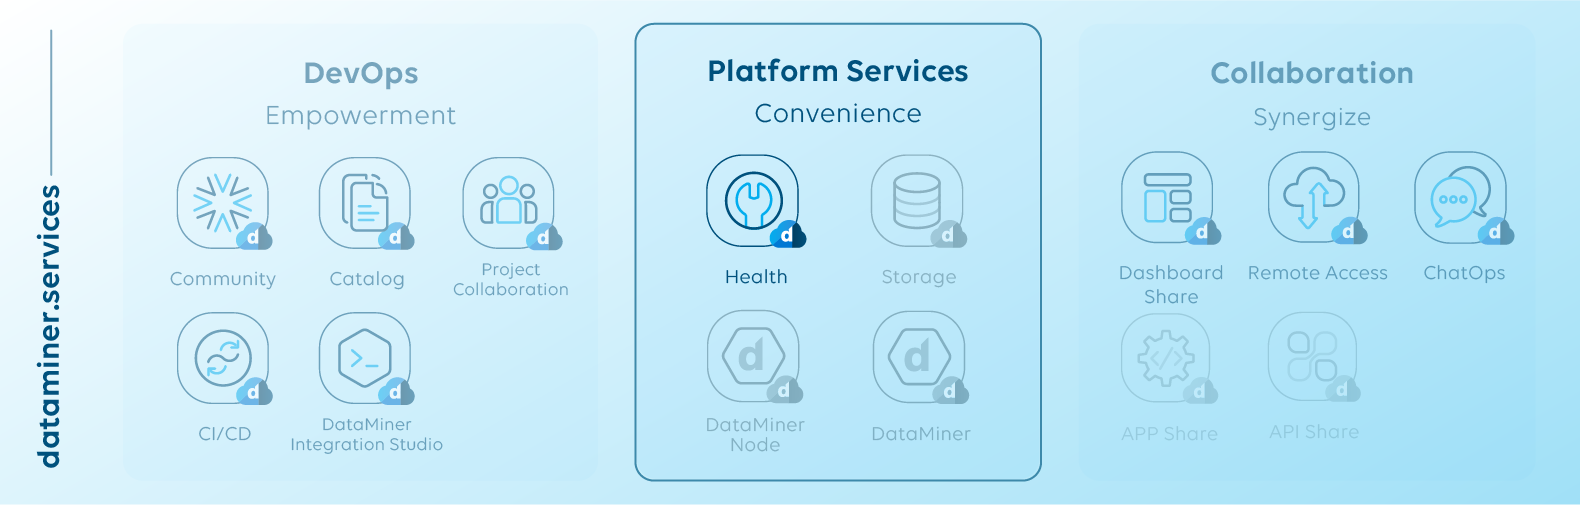 dataminer.services
DevOps
Empowerment
Community
Catalog
Project
Collaboration
CI/CD
DataMiner
Integration Studio
Platform Services
Convenience
Health
Storage
DataMiner
Node
DataMiner
Collaboration
Synergize
Dashboard
Share
Remote Access
ChatOps
APP Share
API Share